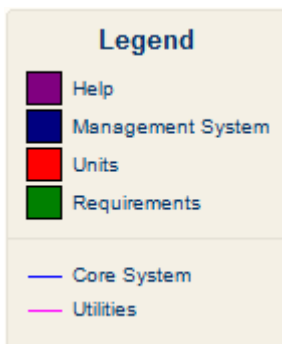 Legend
Help
Management System
Units
Requirements
Core System
Utilities